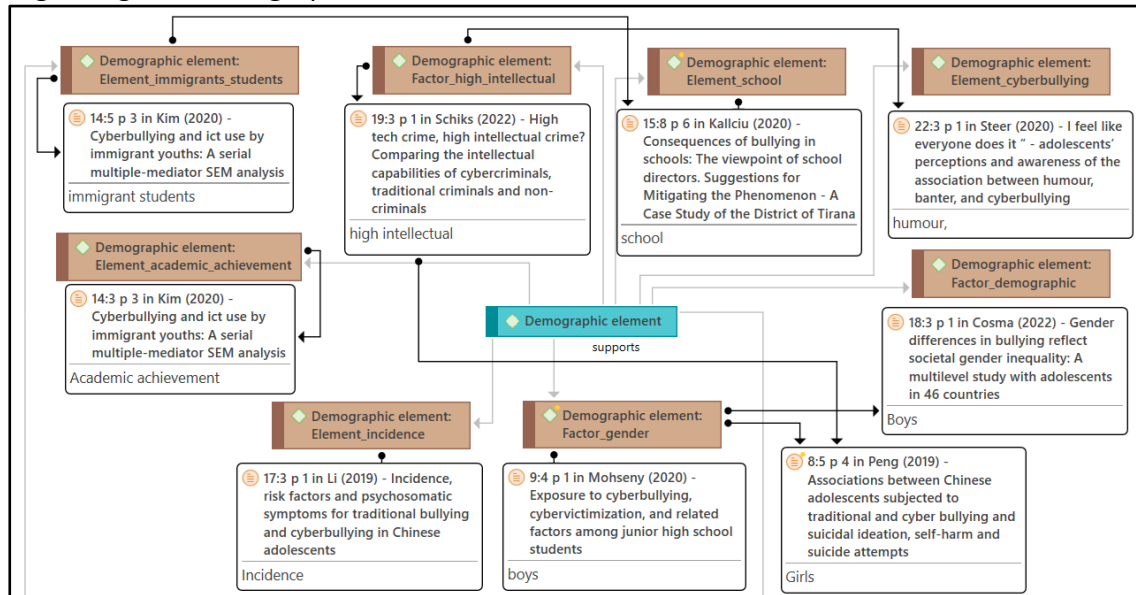 Demographic element:
Element_immigrants_students
Demographic element:
Factor_high_intellectual
Demographic element:
Element_school
Demographic element:
Element_cyberbullying
14:5 p 3 in Kim (2020) -
Cyberbullying and ict use by
immigrant youths: A serial
multiple-mediator SEM analysis
immigrant students
19:3 p 1 in Schiks (2022) - High
tech crime, high intellectual crime?
Comparing the intellectual
capabilities of cybercriminals,
traditional criminals and non-
criminals
high intellectual
15:8 p 6 in Kallciu (2020) -
Consequences of bullying in
schools: The viewpoint of school
directors. Suggestions for
Mitigating the Phenomenon - A
Case Study of the District of Tirana
school
22:3 p 1 in Steer (2020) - I feel like
everyone does it " - adolescents'
perceptions and awareness of the
association between humour,
banter, and cyberbullying
humour,
Demographic element:
Element_academic_achievement
14:3 p 3 in Kim (2020) -
Cyberbullying and ict use by
immigrant youths: A serial
multiple-mediator SEM analysis
Academic achievement
Demographic element
supports
Demographic element:
Factor_demographic
18:3 p 1 in Cosma (2022) - Gender
differences in bullying reflect
societal gender inequality: A
multilevel study with adolescents
in 46 countries
Boys
Demographic element:
Element_incidence
17:3 p 1 in Li (2019) - Incidence,
risk factors and psychosomatic
symptoms for traditional bullying
and cyberbullying in Chinese
adolescents
Incidence
Demographic element:
Factor_gender
9:4 p 1 in Mohseny (2020) -
Exposure to cyberbullying,
cybervictimization, and related
factors among junior high school
students
boys
8:5 p 4 in Peng (2019) -
Associations between Chinese
adolescents subjected to
traditional and cyber bullying and
suicidal ideation, self-harm and
suicide attempts
Girls